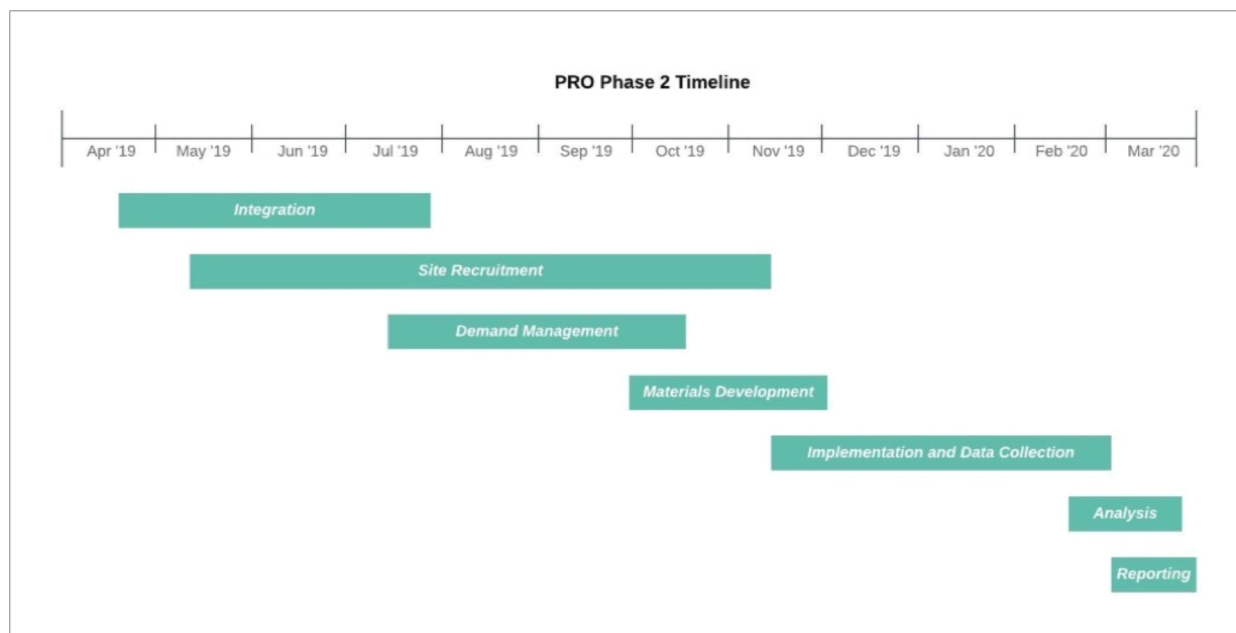 PRO Phase 2 Timeline
Apr '19 May '19 Jun '19 Jul '19 Aug '19 Sep '19 Oct '19 Nov '19 Dec '19 Jan '20 Feb '20 Mar '20
Integration
Site Recruitment
Demand Management
Materials Development
Implementation and Data Collection
Analysis
Reporting